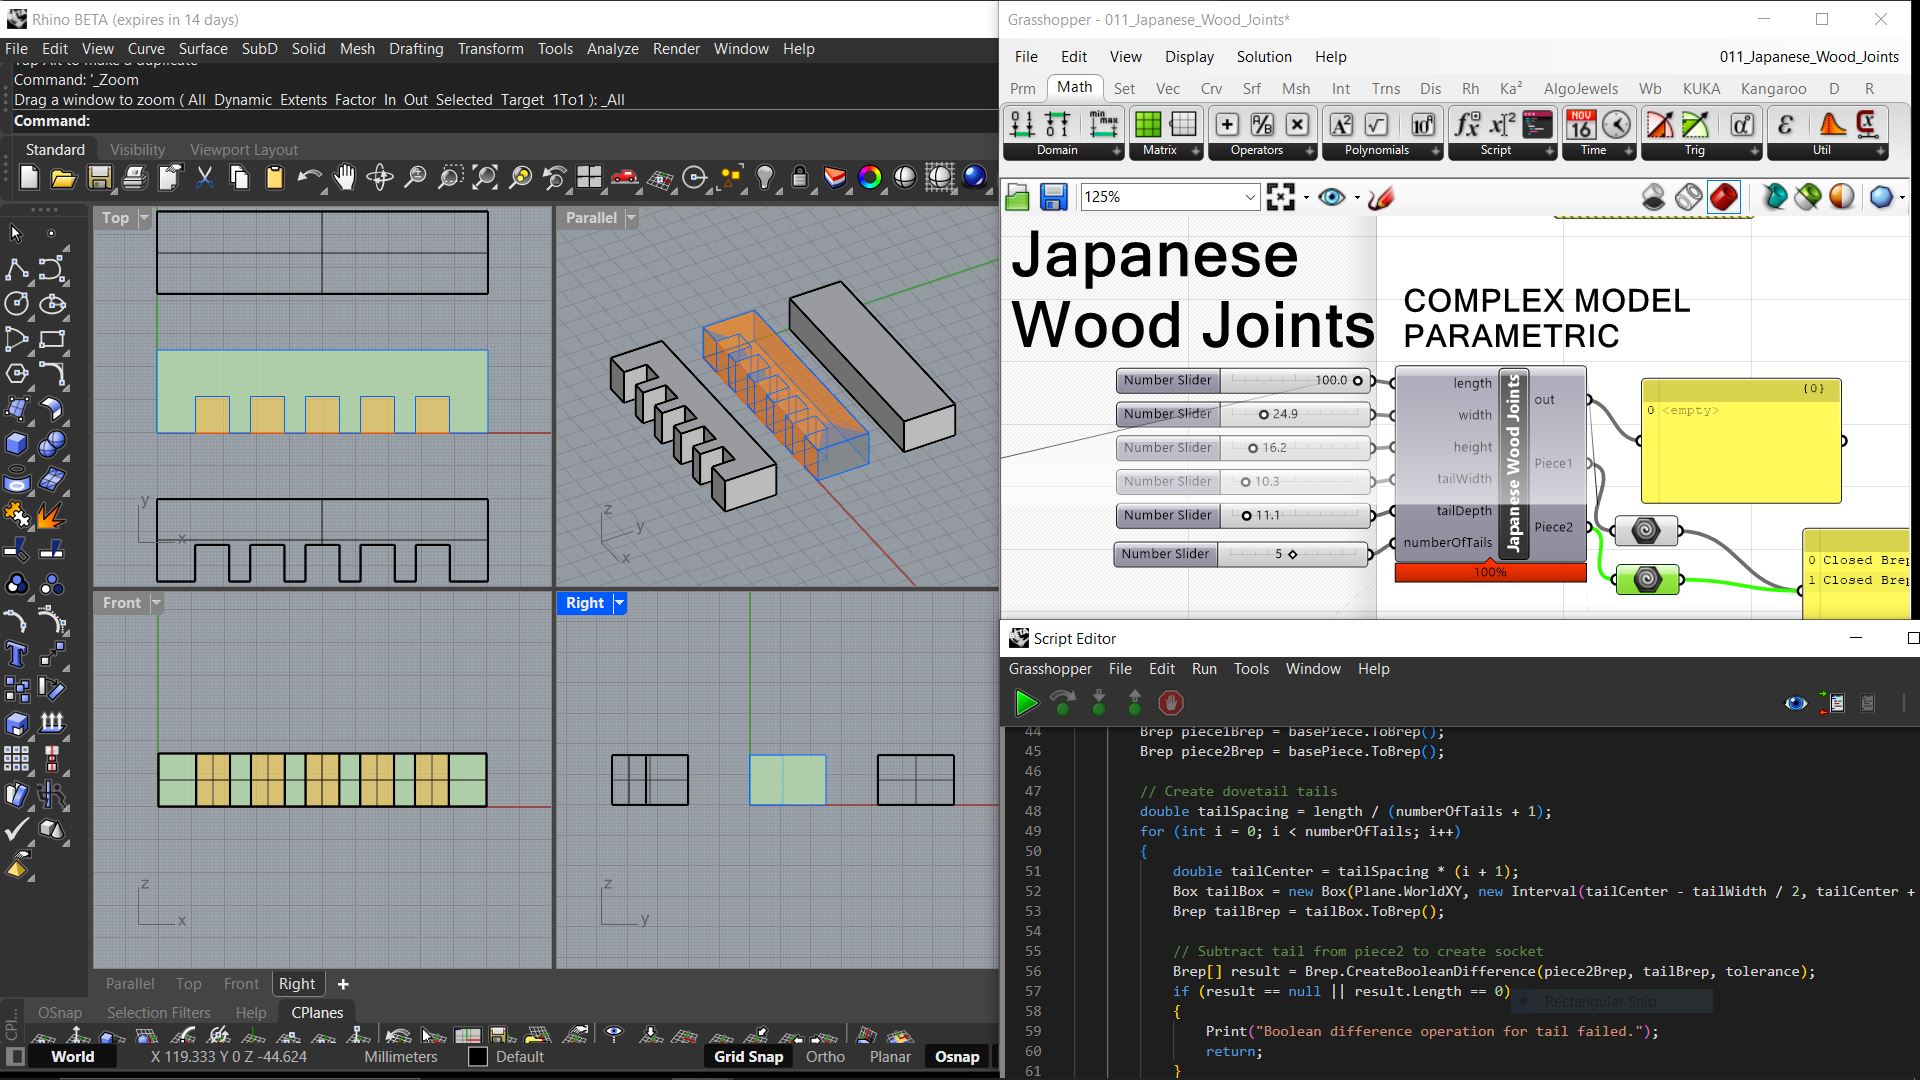 Rhino BETA (expires in 14 days)
File Edit View Curve Surface SubD Solid Mesh Drafting Transform Tools Analyze Render Window Help
Tap Alt to make a duplicate
Command: '_Zoom
Drag a window to zoom ( All Dynamic Extents Factor In Out Selected Target 1To1 ): _All
Command:
Standard Visibility Viewport Layout
Top
Parallel
y
x
z
y
x
Front
Right
z
x
z
y
Parallel Top Front Right
OSnap Selection Filters Help CPlanes
CPl...
World X 119.333 Y 0 Z -44.624 Millimeters Default Grid Snap Ortho Planar Osnap
Grasshopper - 011_Japanese_Wood_Joints*
File Edit View Display Solution Help 011_Japanese_Wood_Joints
Prm Math Set Vec Crv Srf Msh Int Trns Dis Rh Ka² AlgoJewels Wb KUKA Kangaroo D R
Domain Matrix Operators Polynomials Script Time Trig Util
125%
Japanese
Wood Joints
COMPLEX MODEL
PARAMETRIC
Number Slider 100.0
Number Slider 24.9
Number Slider 16.2
Number Slider 10.3
Number Slider 11.1
Number Slider 5
length
width
height
tailWidth
tailDepth
numberOfTails
Japanese Wood Joints
out
Piece1
Piece2
100%
{0}
0 <empty>
0 Closed Brep
1 Closed Brep
Script Editor
Grasshopper File Edit Run Tools Window Help
44 Brep piece1Brep = basePiece.ToBrep();
45 Brep piece2Brep = basePiece.ToBrep();
46
47 // Create dovetail tails
48 double tailSpacing = length / (numberOfTails + 1);
49 for (int i = 0; i < numberOfTails; i++)
50 {
51 double tailCenter = tailSpacing * (i + 1);
52 Box tailBox = new Box(Plane.WorldXY, new Interval(tailCenter - tailWidth / 2, tailCenter +
53 Brep tailBrep = tailBox.ToBrep();
54
55 // Subtract tail from piece2 to create socket
56 Brep[] result = Brep.CreateBooleanDifference(piece2Brep, tailBrep, tolerance);
57 if (result == null || result.Length == 0)
Rectangular Snip
58 {
59 Print("Boolean difference operation for tail failed.");
60 return;
61 }